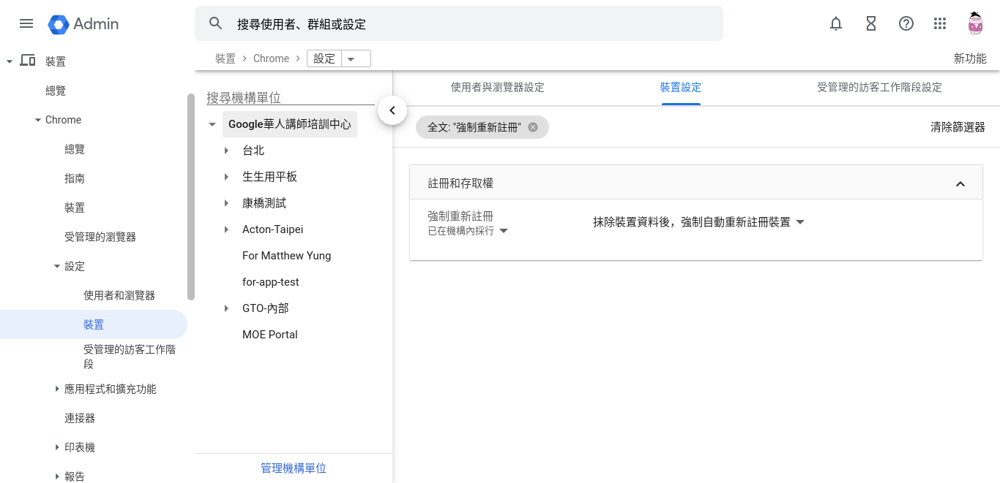 Admin
搜尋使用者、群組或設定
裝置
Chrome
設定
新功能
裝置
總覽
Chrome
總覽
指南
裝置
受管理的瀏覽器
設定
使用者和瀏覽器
裝置
受管理的訪客工作階
段
應用程式和擴充功能
連接器
印表機
報告
搜尋機構單位
Google華人講師培訓中心
台北
生生用平板
康橋測試
Acton-Taipei
For Matthew Yung
for-app-test
GTO-內部
MOE Portal
管理機構單位
使用者與瀏覽器設定
裝置設定
受管理的訪客工作階段設定
全文: "強制重新註冊"
清除篩選器
註冊和存取權
強制重新註冊
已在機構內採行
抹除裝置資料後，強制自動重新註冊裝置